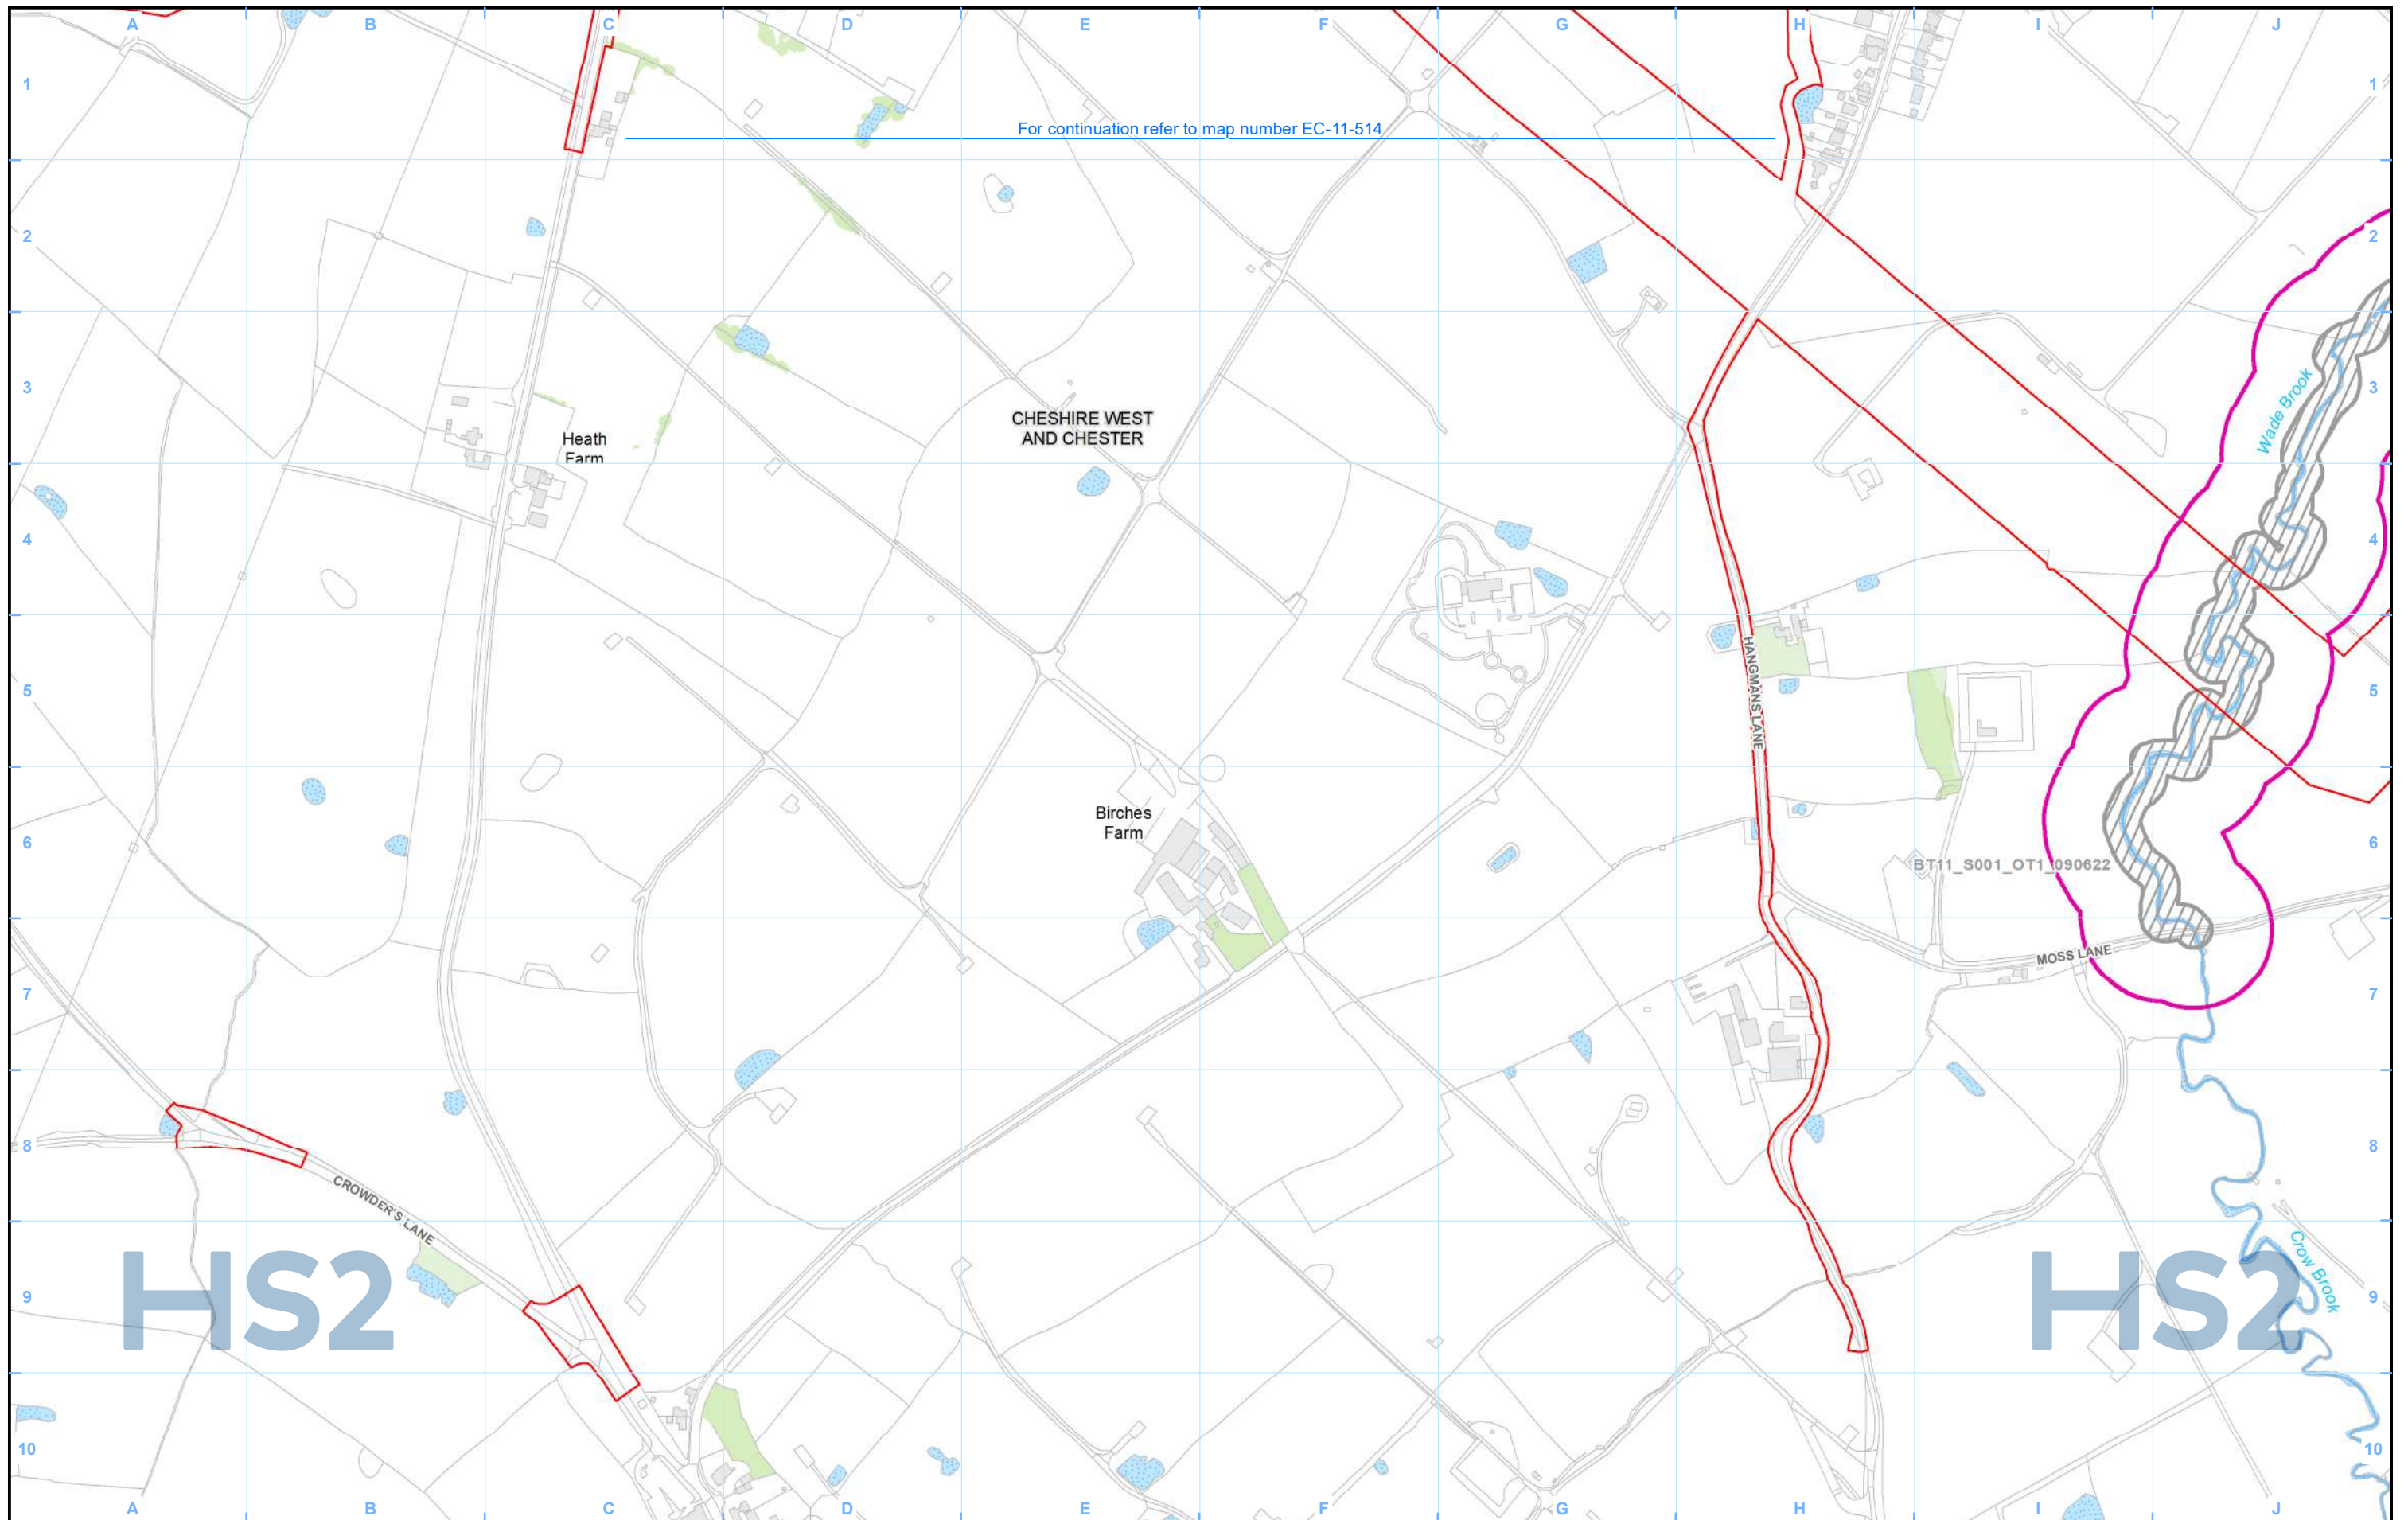 A B C D E F G H I J
1 1
For continuation refer to map number EC-11-514
2 2
3 3
Wade Brook
CHESHIRE WEST
AND CHESTER
Heath
Farm
4 4
HANGMANS LANE
5 5
Birches
Farm
6 6
BT11_S001_OT1_090622
MOSS LANE
7 7
8 8
CROWDER'S LANE
HS2 HS2
Crow Brook
9 9
10 10
A B C D E F G H I J